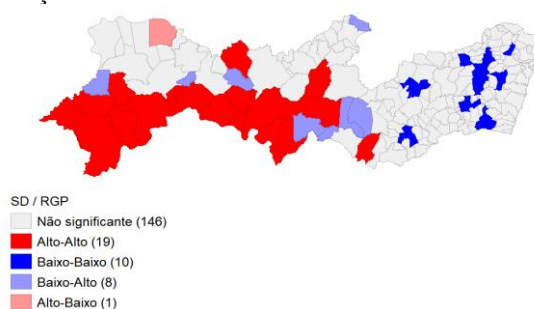 SD / RGP
Não significante (146)
Alto-Alto (19)
Baixo-Baixo (10)
Baixo-Alto (8)
Alto-Baixo (1)